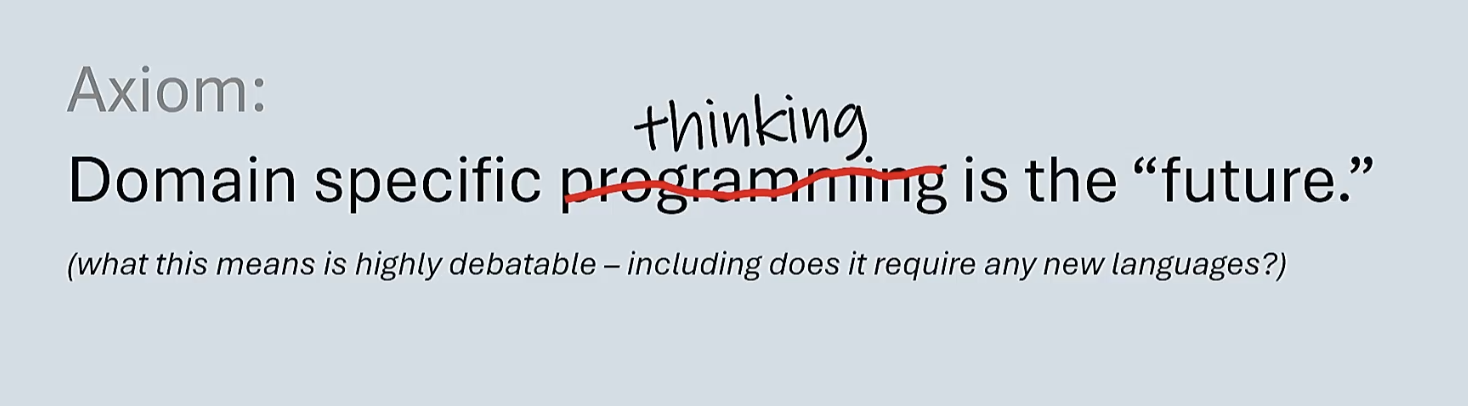 Axiom:
thinking
Domain specific programming is the “future.”
(what this means is highly debatable – including does it require any new languages?)